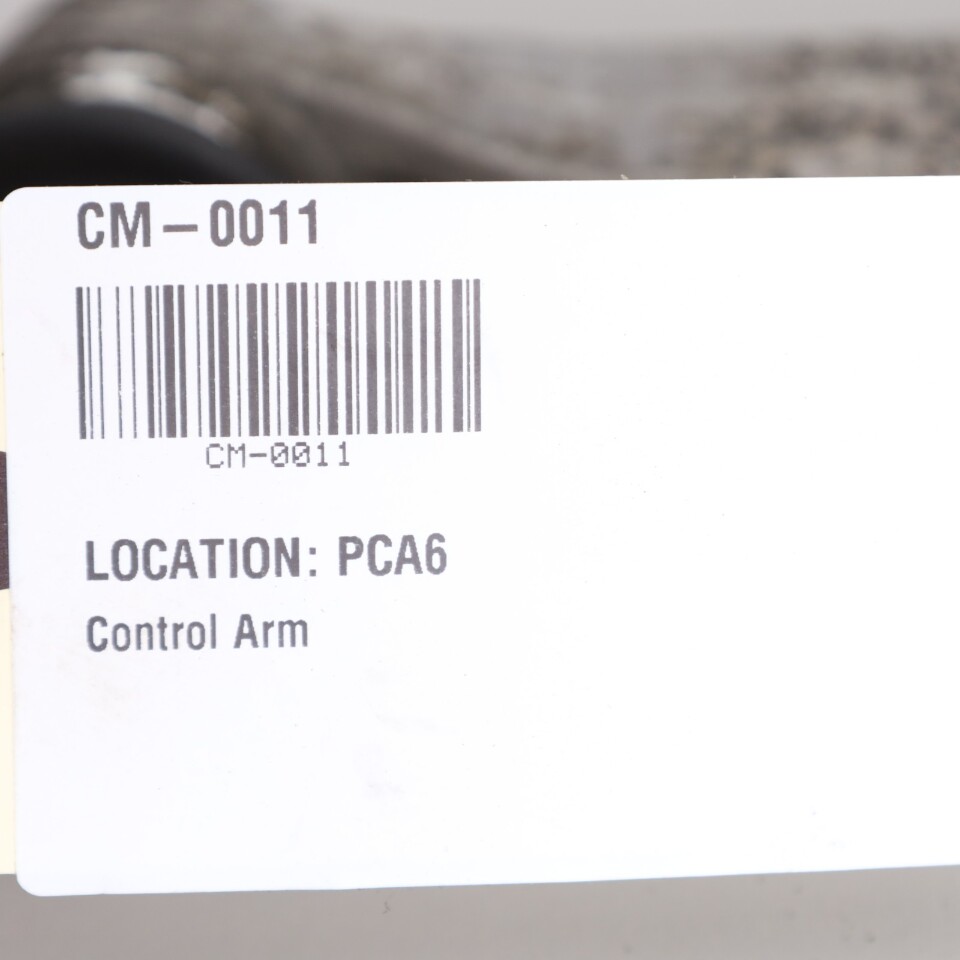 CM-0011
CM-0011
LOCATION: PCA6
Control Arm